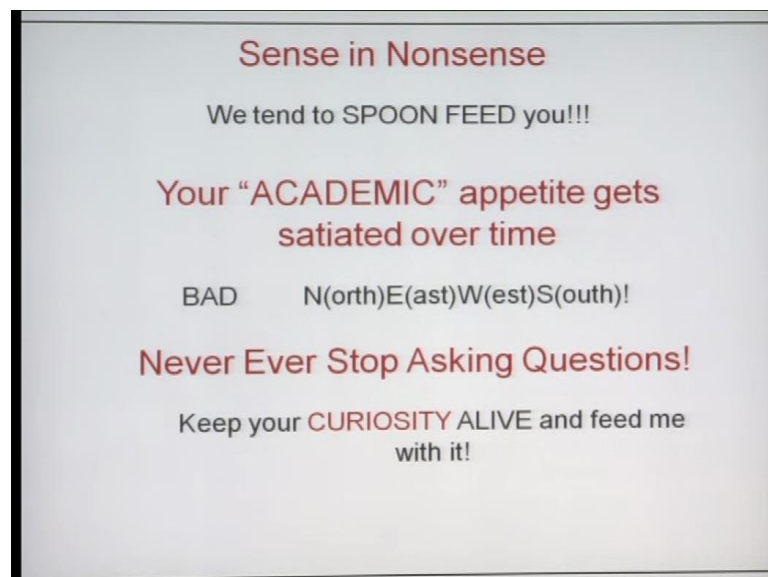 Sense in Nonsense
We tend to SPOON FEED you!!!
Your “ACADEMIC” appetite gets
satiated over time
BAD N(orth)E(ast)W(est)S(outh)!
Never Ever Stop Asking Questions!
Keep your CURIOSITY ALIVE and feed me
with it!